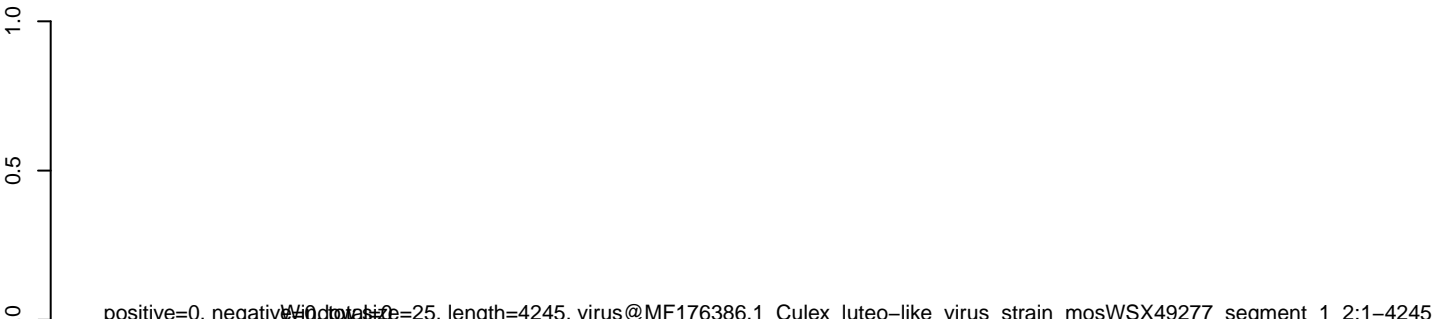 1.0
0.5
0
positive=0, negative=0, total=0
Window size=25, length=4245, virus@MF176386.1_Culex_luteo−like_virus_strain_mosWSX49277_segment_1_2:1−4245